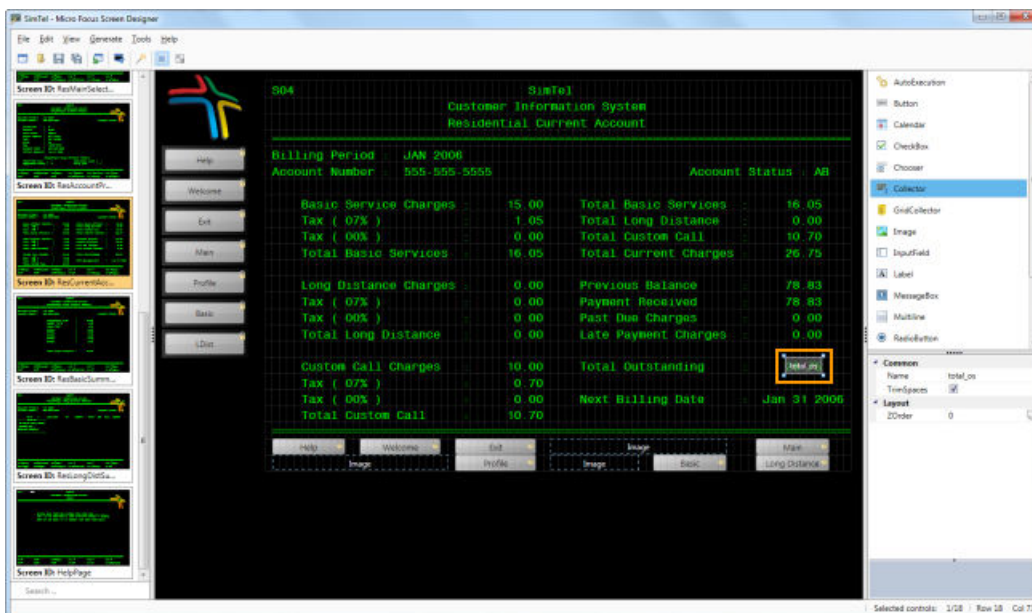 SimTel - Micro Focus Screen Designer
File Edit View Generate Tools Help
Screen ID: ResMainSelect...
Screen ID: ResAccountPr...
Screen ID: ResCurrentAcc...
Screen ID: ResBasicSumm...
Screen ID: ResLongDistSu...
Screen ID: HelpPage
Search ...
Help
Welcome
Exit
Main
Profile
Basic
LDist
S04 SimTel
Customer Information System
Residential Current Account
Billing Period : JAN 2006
Account Number : 555-555-5555 Account Status : AB
Basic Service Charges : 15.00 Total Basic Services : 16.05
Tax ( 07% ) : 1.05 Total Long Distance : 0.00
Tax ( 00% ) : 0.00 Total Custom Call : 10.70
Total Basic Services : 16.05 Total Current Charges : 26.75
Long Distance Charges : 0.00 Previous Balance : 78.83
Tax ( 07% ) : 0.00 Payment Received : 78.83
Tax ( 00% ) : 0.00 Past Due Charges : 0.00
Total Long Distance : 0.00 Late Payment Charges : 0.00
Custom Call Charges : 10.00 Total Outstanding : total_os
Tax ( 07% ) : 0.70
Tax ( 00% ) : 0.00 Next Billing Date : Jan 31 2006
Total Custom Call : 10.70
Help Welcome Exit Image Main
Image Profile Image Basic Long Distance
AutoExecution
Button
Calendar
CheckBox
Chooser
Collector
GridCollector
Image
InputField
Label
MessageBox
Multiline
RadioButton
Common
Name total_os
TrimSpaces
Layout
ZOrder 0
Selected controls: 1/18 Row 18 Col 7